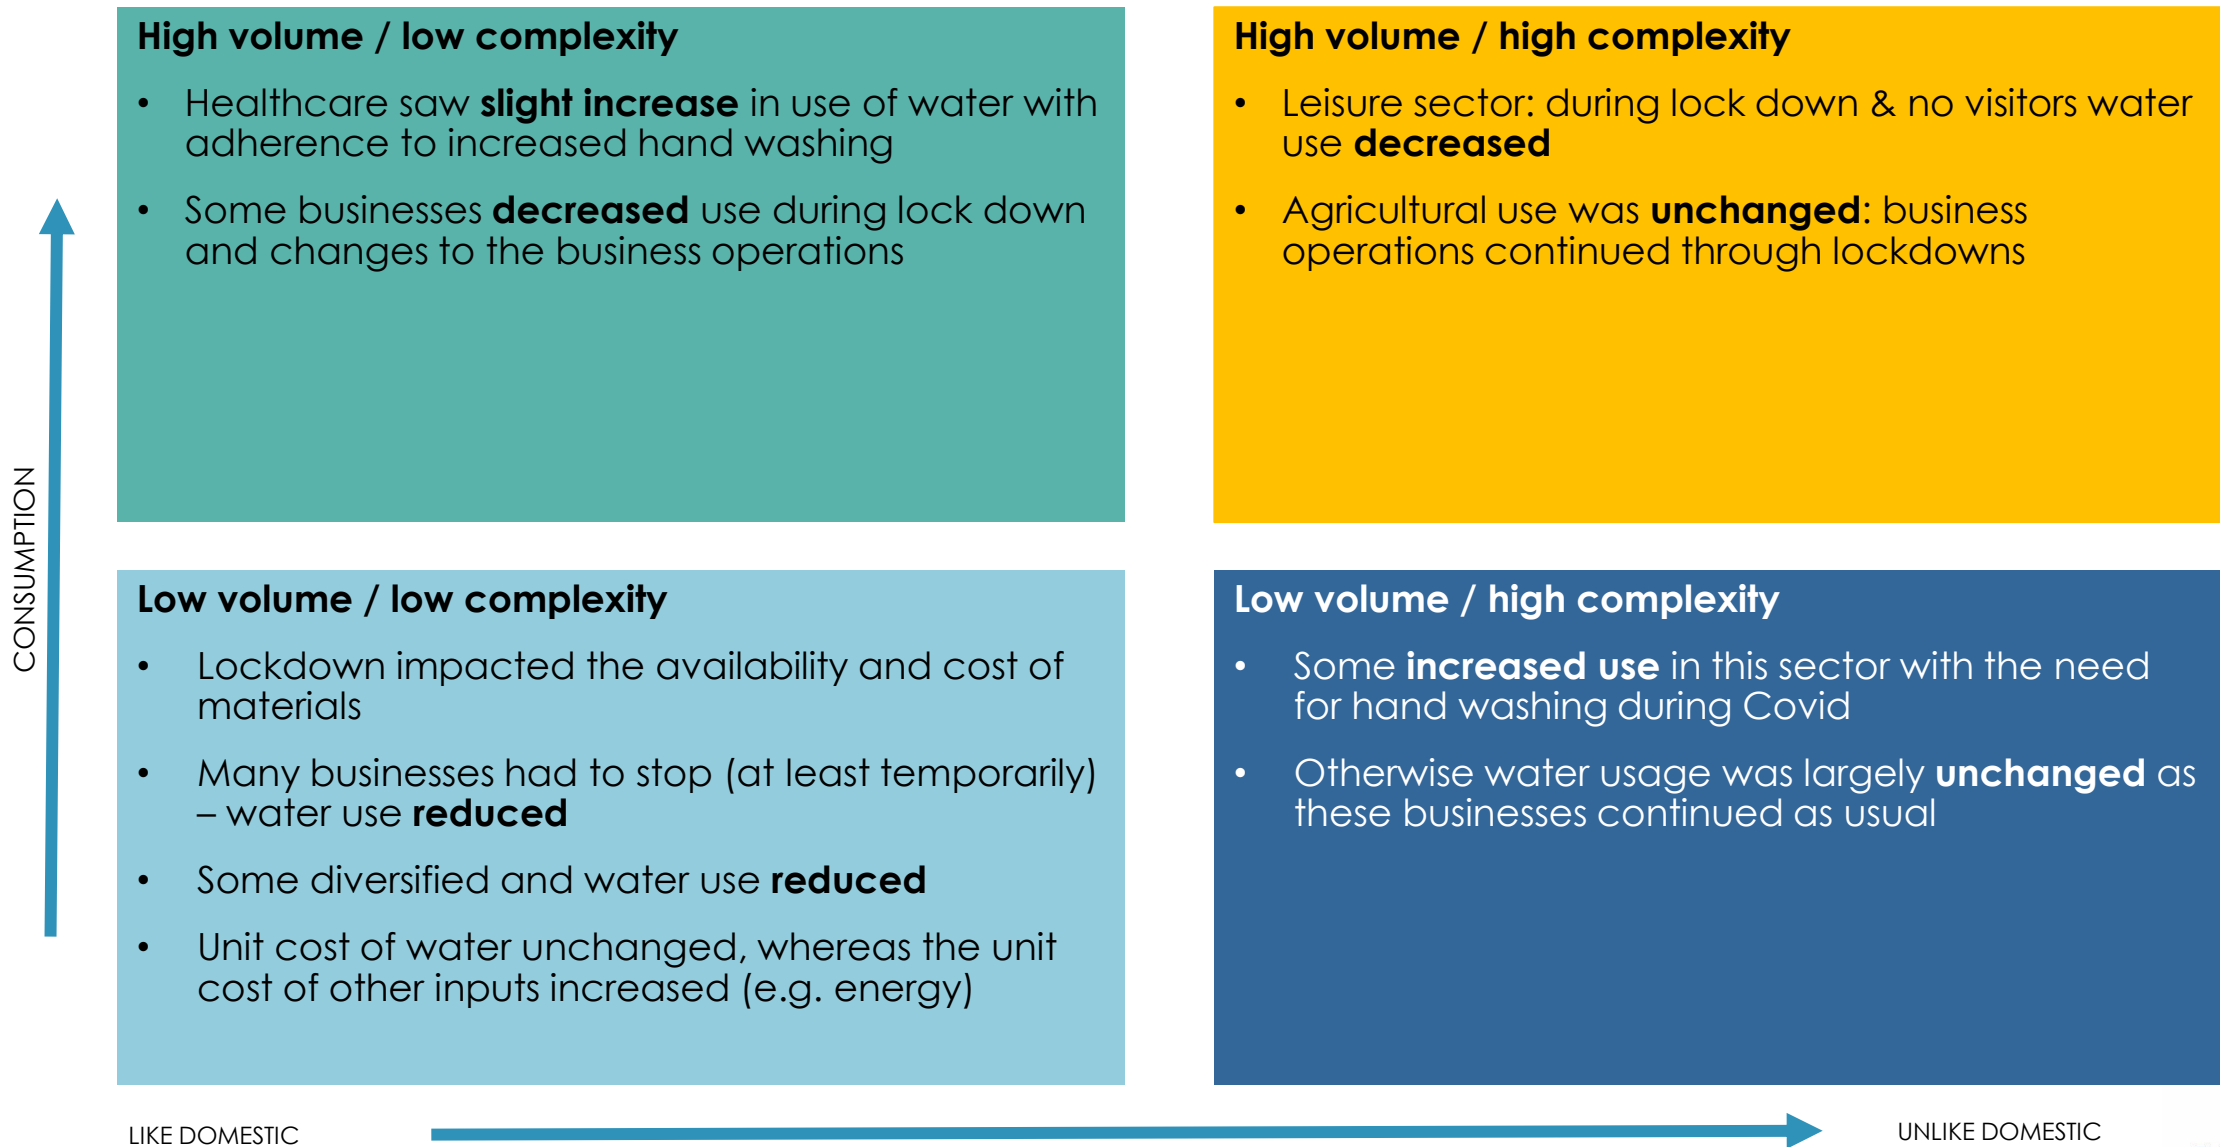 High volume / low complexity
• Healthcare saw slight increase in use of water with
adherence to increased hand washing
• Some businesses decreased use during lock down
and changes to the business operations
High volume / high complexity
• Leisure sector: during lock down & no visitors water
use decreased
• Agricultural use was unchanged: business
operations continued through lockdowns
CONSUMPTION
Low volume / low complexity
• Lockdown impacted the availability and cost of
materials
• Many businesses had to stop (at least temporarily)
– water use reduced
• Some diversified and water use reduced
• Unit cost of water unchanged, whereas the unit
cost of other inputs increased (e.g. energy)
Low volume / high complexity
• Some increased use in this sector with the need
for hand washing during Covid
• Otherwise water usage was largely unchanged as
these businesses continued as usual
LIKE DOMESTIC
UNLIKE DOMESTIC